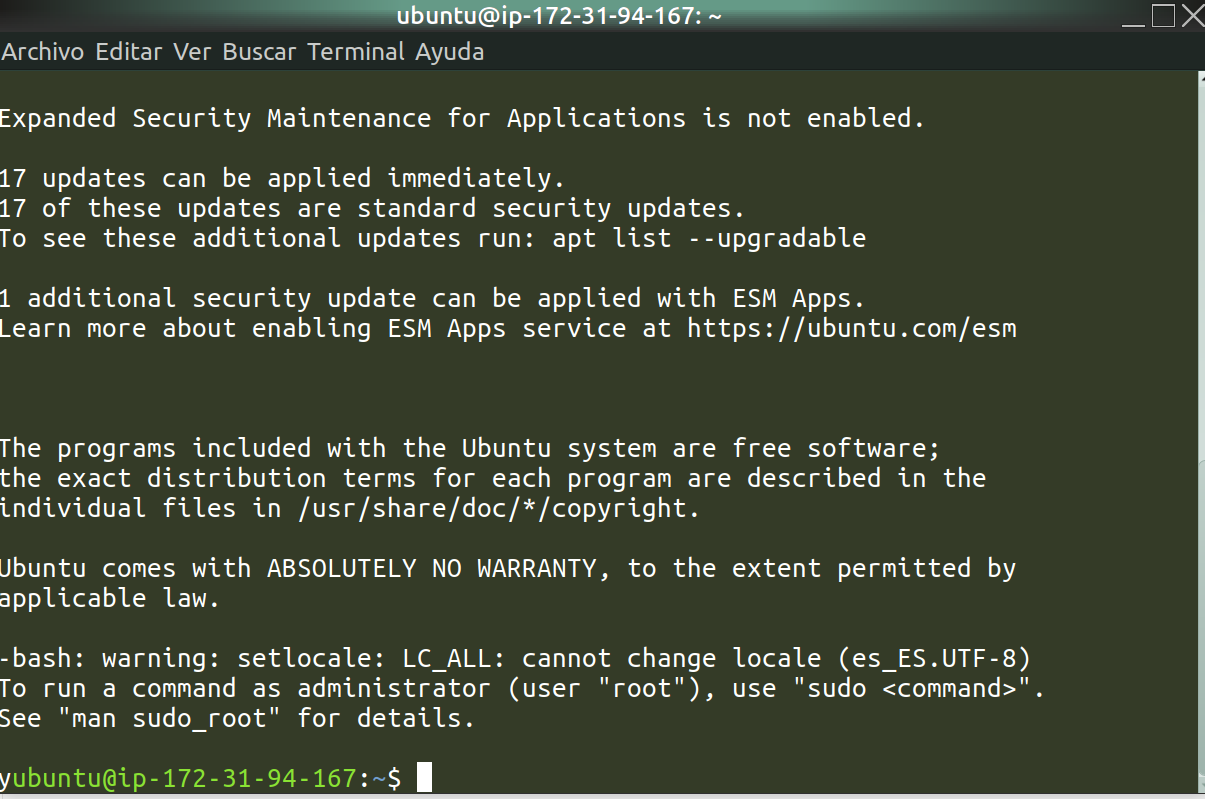 ubuntu@ip-172-31-94-167: ~
Archivo Editar Ver Buscar Terminal Ayuda
Expanded Security Maintenance for Applications is not enabled.
17 updates can be applied immediately.
17 of these updates are standard security updates.
To see these additional updates run: apt list --upgradable
1 additional security update can be applied with ESM Apps.
Learn more about enabling ESM Apps service at https://ubuntu.com/esm
The programs included with the Ubuntu system are free software;
the exact distribution terms for each program are described in the
individual files in /usr/share/doc/*/copyright.
Ubuntu comes with ABSOLUTELY NO WARRANTY, to the extent permitted by
applicable law.
-bash: warning: setlocale: LC_ALL: cannot change locale (es_ES.UTF-8)
To run a command as administrator (user "root"), use "sudo <command>".
See "man sudo_root" for details.
yubuntu@ip-172-31-94-167:~$